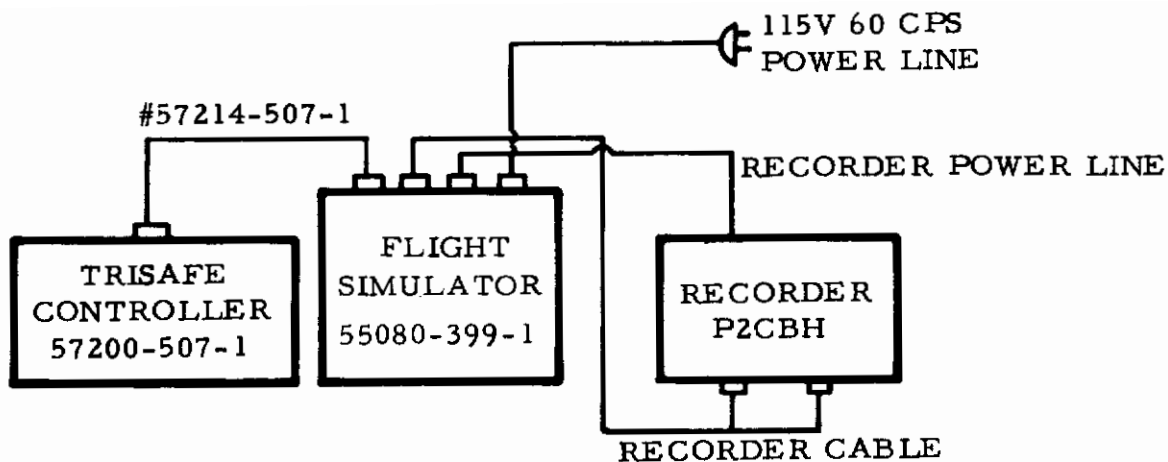 115V 60 CPS
POWER LINE
#57214-507-1
RECORDER POWER LINE
TRISAFE
CONTROLLER
57200-507-1
FLIGHT
SIMULATOR
55080-399-1
RECORDER
P2CBH
RECORDER CABLE